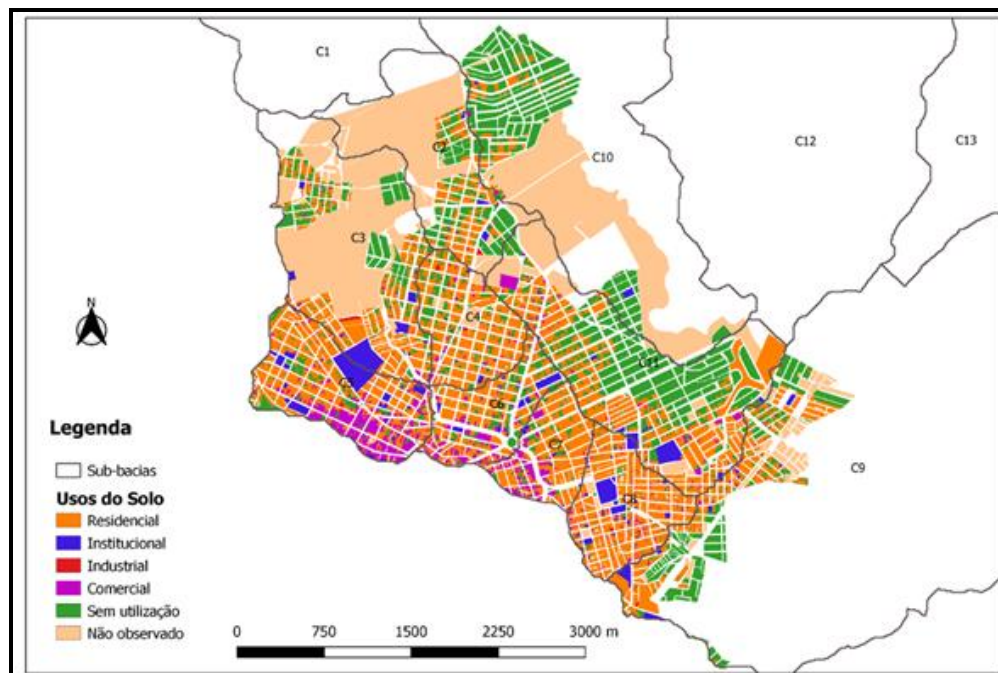 C1
C12
C13
C2
C10
C3
C4
C11
C5
C6
C7
C9
C8
N
Legenda
Sub-bacias
Usos do Solo
Residencial
Institucional
Industrial
Comercial
Sem utilização
Não observado
0 750 1500 2250 3000 m